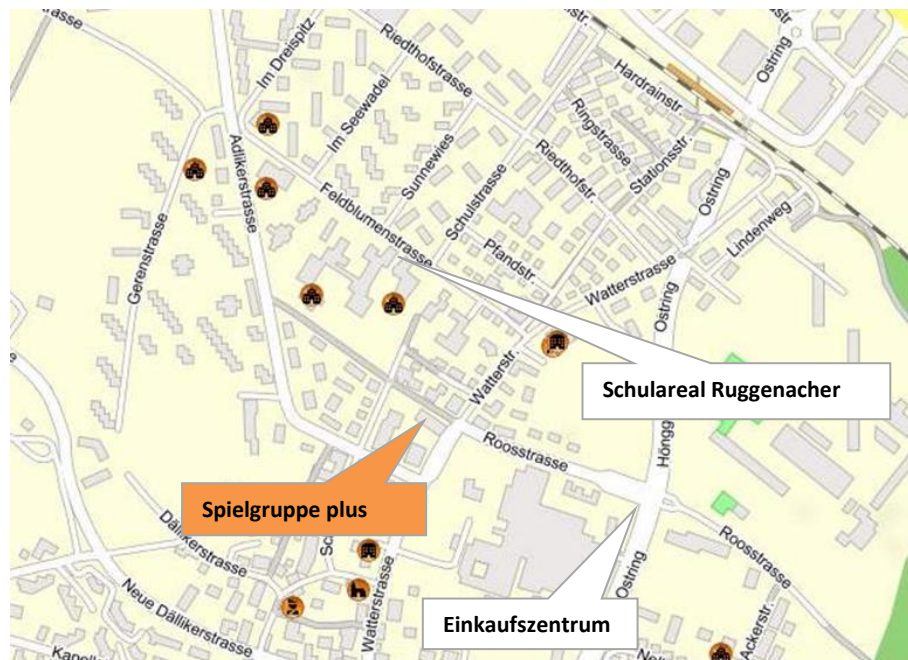 Im Dreispitz
Riedthofstrasse
Ostring
Hardrainstr.
Im Seewadel
Ringstrasse
Adlikerstrasse
Sunnewies
Riedthofstr.
Stationsstr.
Ostring
Schulstrasse
Feldblumenstrasse
Lindenweg
Gerenstrasse
Pfandstr.
Watterstrasse
Ostring
Watterstr.
Schulareal Ruggenacher
Roosstrasse
Spielgruppe plus
Dällikerstrasse
Roosstrasse
Ostring
Neue Dällikerstrasse
Watterstrasse
Einkaufszentrum
Ackerstr.